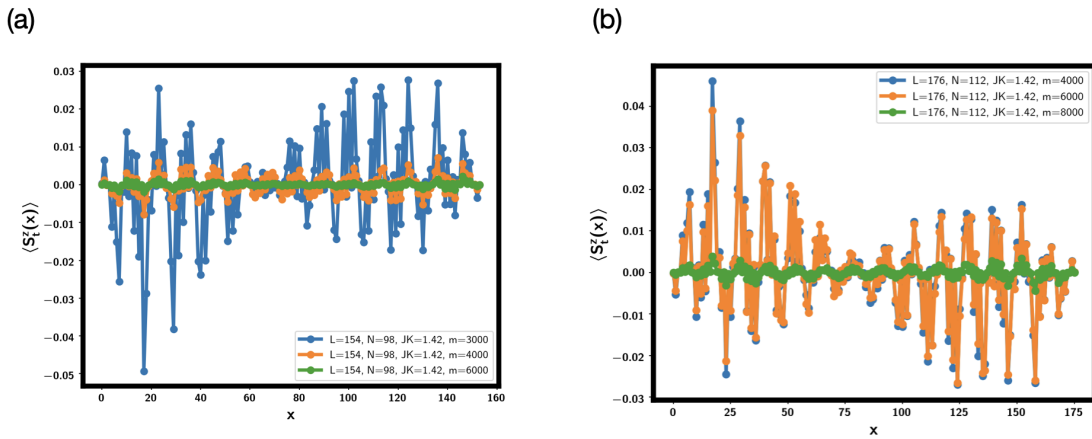 (a)
(b)
0.03
0.02
0.01
0.00
−0.01
−0.02
−0.03
−0.04
−0.05
⟨S_t^z(x)⟩
0 20 40 60 80 100 120 140 160
x
L=154, N=98, JK=1.42, m=3000
L=154, N=98, JK=1.42, m=4000
L=154, N=98, JK=1.42, m=6000
0.04
0.03
0.02
0.01
0.00
−0.01
−0.02
−0.03
⟨S_t^z(x)⟩
0 25 50 75 100 125 150 175
x
L=176, N=112, JK=1.42, m=4000
L=176, N=112, JK=1.42, m=6000
L=176, N=112, JK=1.42, m=8000